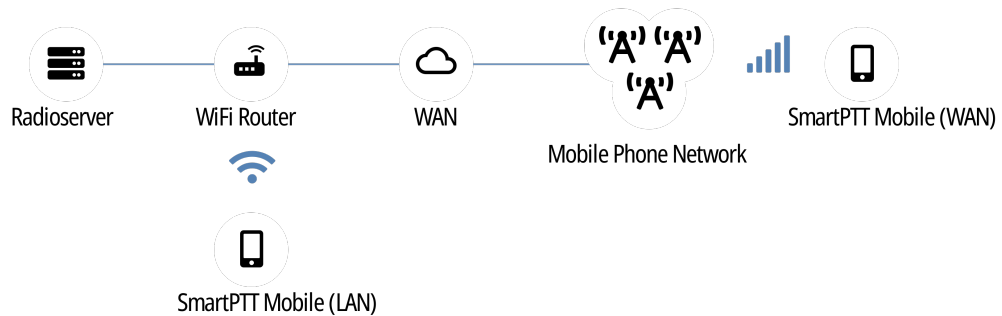 Radioserver
WiFi Router
WAN
SmartPTT Mobile (WAN)
Mobile Phone Network
SmartPTT Mobile (LAN)